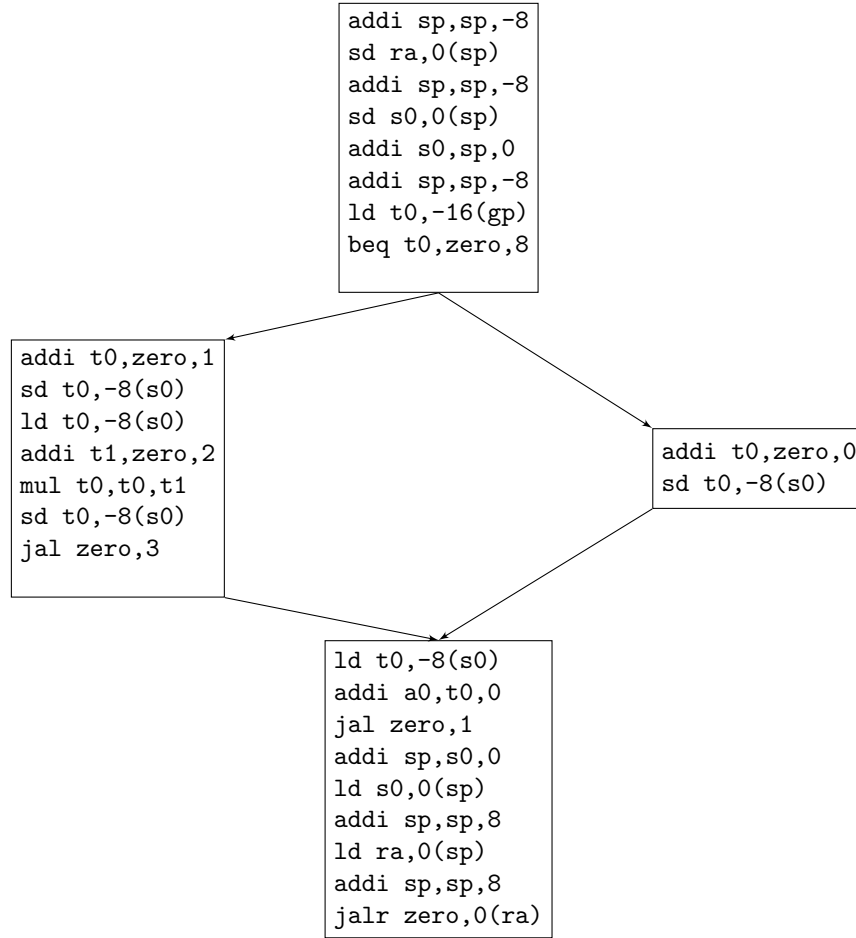 addi sp,sp,-8
sd ra,0(sp)
addi sp,sp,-8
sd s0,0(sp)
addi s0,sp,0
addi sp,sp,-8
ld t0,-16(gp)
beq t0,zero,8
addi t0,zero,1
sd t0,-8(s0)
ld t0,-8(s0)
addi t1,zero,2
mul t0,t0,t1
sd t0,-8(s0)
jal zero,3
addi t0,zero,0
sd t0,-8(s0)
ld t0,-8(s0)
addi a0,t0,0
jal zero,1
addi sp,s0,0
ld s0,0(sp)
addi sp,sp,8
ld ra,0(sp)
addi sp,sp,8
jalr zero,0(ra)